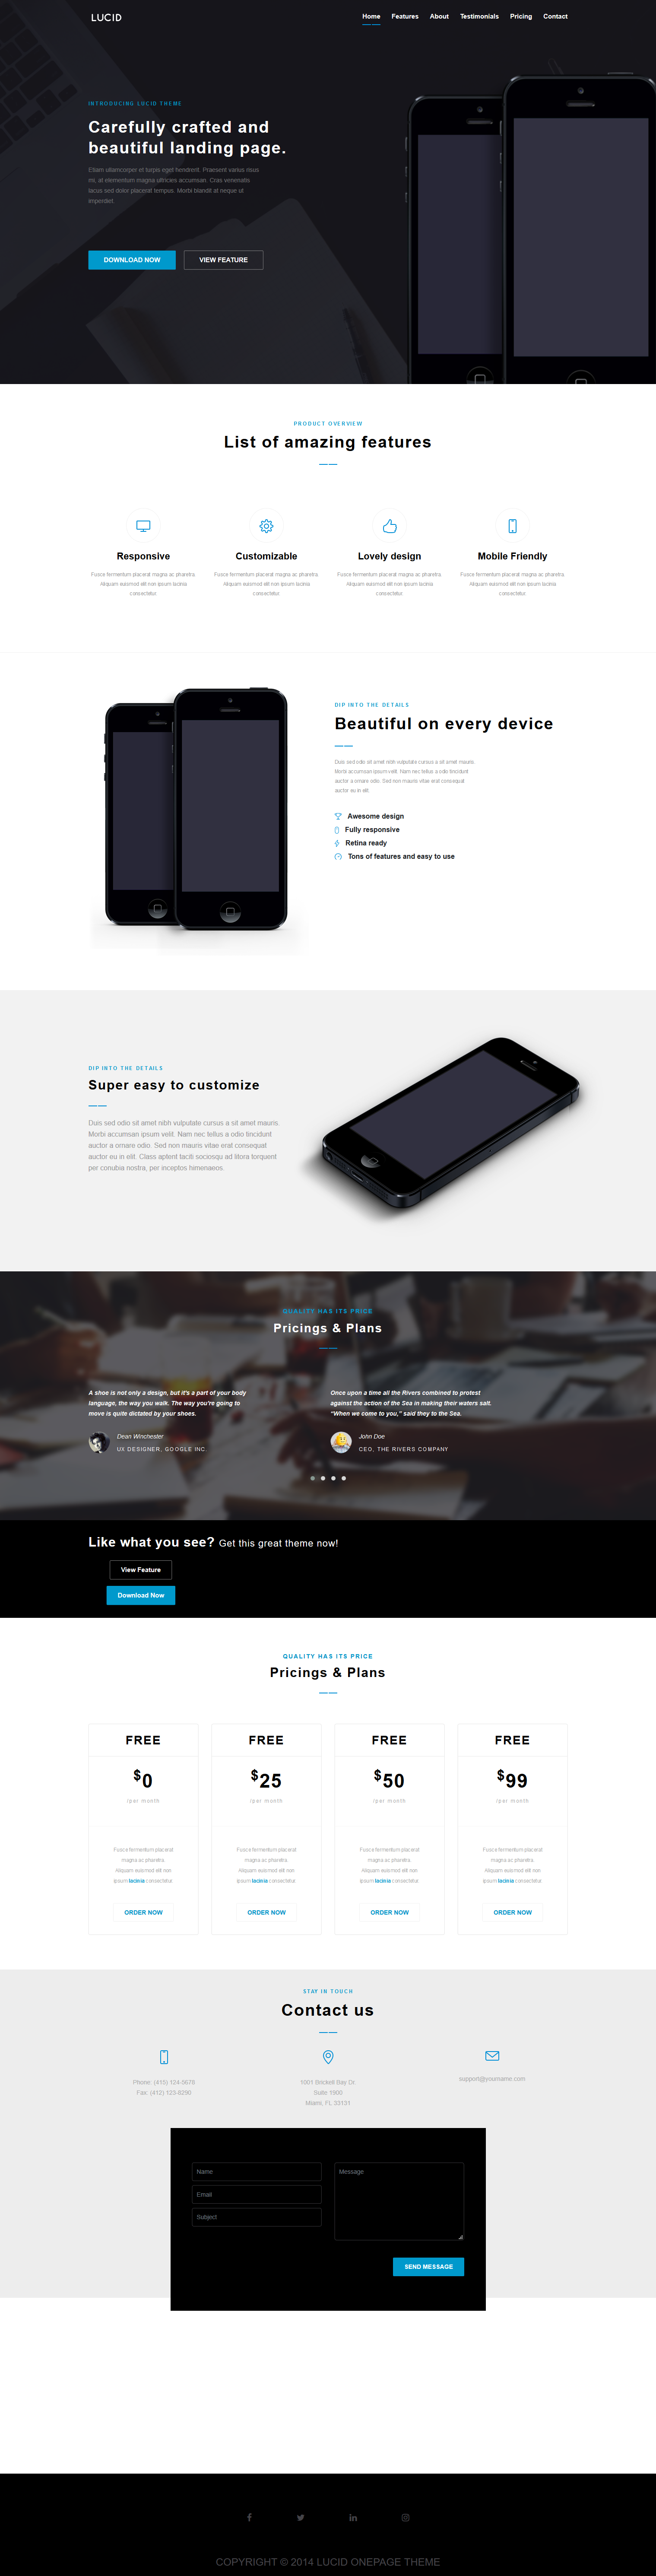 LUCID
Home Features About Testimonials Pricing Contact
INTRODUCING LUCID THEME
Carefully crafted and
beautiful landing page.
Etiam ullamcorper et turpis eget hendrerit. Praesent varius risus
mi, at elementum magna ultricies accumsan. Cras venenatis
lacus sed dolor placerat tempus. Morbi blandit at neque ut
imperdiet.
DOWNLOAD NOW VIEW FEATURE
PRODUCT OVERVIEW
List of amazing features
Responsive Customizable Lovely design Mobile Friendly
Fusce fermentum placerat magna ac pharetra. Fusce fermentum placerat magna ac pharetra. Fusce fermentum placerat magna ac pharetra. Fusce fermentum placerat magna ac pharetra.
Aliquam euismod elit non ipsum lacinia Aliquam euismod elit non ipsum lacinia Aliquam euismod elit non ipsum lacinia Aliquam euismod elit non ipsum lacinia
consectetur. consectetur. consectetur. consectetur.
DIP INTO THE DETAILS
Beautiful on every device
Duis sed odio sit amet nibh vulputate cursus a sit amet mauris.
Morbi accumsan ipsum velit. Nam nec tellus a odio tincidunt
auctor a ornare odio. Sed non mauris vitae erat consequat
auctor eu in elit.
Awesome design
Fully responsive
Retina ready
Tons of features and easy to use
DIP INTO THE DETAILS
Super easy to customize
Duis sed odio sit amet nibh vulputate cursus a sit amet mauris.
Morbi accumsan ipsum velit. Nam nec tellus a odio tincidunt
auctor a ornare odio. Sed non mauris vitae erat consequat
auctor eu in elit. Class aptent taciti sociosqu ad litora torquent
per conubia nostra, per inceptos himenaeos.
QUALITY HAS ITS PRICE
Pricings & Plans
A shoe is not only a design, but it's a part of your body
language, the way you walk. The way you're going to
move is quite dictated by your shoes.
Dean Winchester
UX DESIGNER, GOOGLE INC.
Once upon a time all the Rivers combined to protest
against the action of the Sea in making their waters salt.
"When we come to you," said they to the Sea.
John Doe
CEO, THE RIVERS COMPANY
Like what you see? Get this great theme now!
View Feature
Download Now
QUALITY HAS ITS PRICE
Pricings & Plans
FREE FREE FREE FREE
$0 $25 $50 $99
/per month /per month /per month /per month
Fusce fermentum placerat Fusce fermentum placerat Fusce fermentum placerat Fusce fermentum placerat
magna ac pharetra. magna ac pharetra. magna ac pharetra. magna ac pharetra.
Aliquam euismod elit non Aliquam euismod elit non Aliquam euismod elit non Aliquam euismod elit non
ipsum lacinia consectetur. ipsum lacinia consectetur. ipsum lacinia consectetur. ipsum lacinia consectetur.
ORDER NOW ORDER NOW ORDER NOW ORDER NOW
STAY IN TOUCH
Contact us
Phone: (415) 124-5678
Fax: (412) 123-8290
1001 Brickell Bay Dr.
Suite 1900
Miami, FL 33131
support@yourname.com
Name
Email
Subject
Message
SEND MESSAGE
COPYRIGHT © 2014 LUCID ONEPAGE THEME